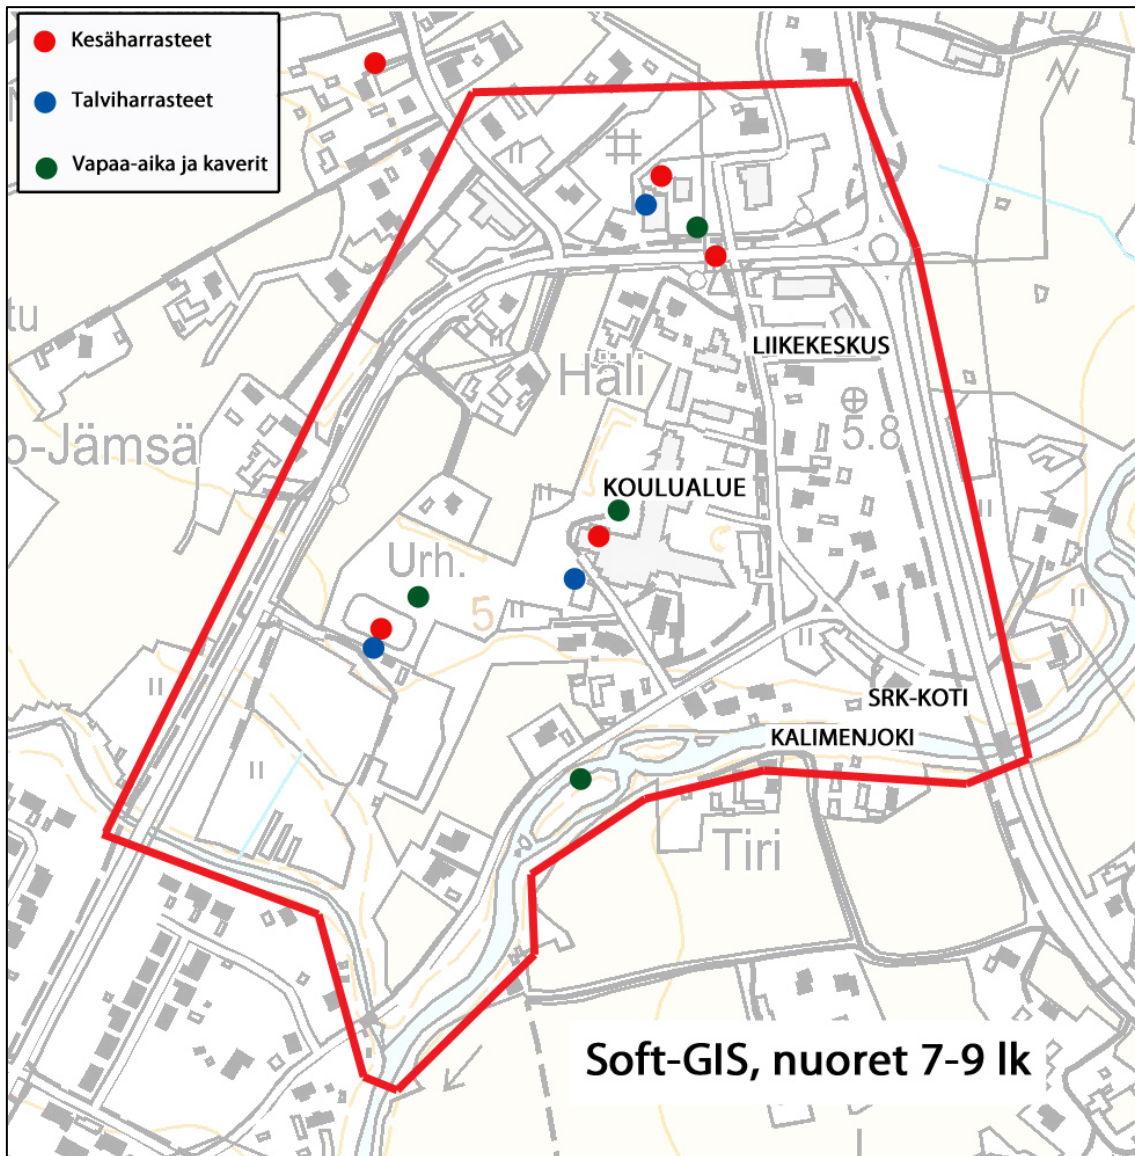 Kesäharrasteet
Talviharrasteet
Vapaa-aika ja kaverit
tu
LIIKEKESKUS
Häli
5.8
o-Jämsä
KOULUALUE
Urh.
5
SRK-KOTI
KALIMENJOKI
Tiri
Soft-GIS, nuoret 7-9 lk